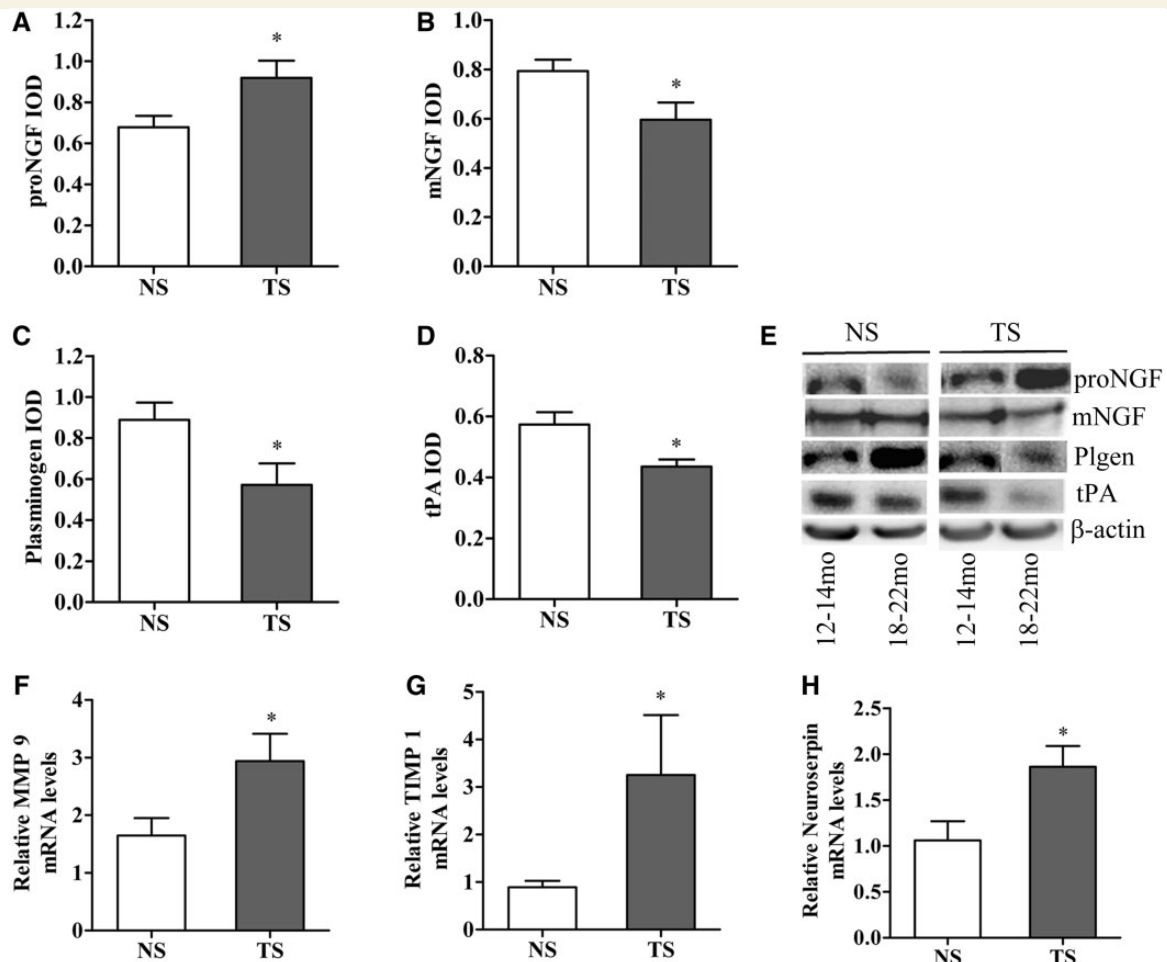 A
proNGF IOD
1.2
1.0
0.8
0.6
0.4
0.2
0.0
*
NS
TS
B
mNGF IOD
1.0
0.8
0.6
0.4
0.2
0.0
*
NS
TS
C
Plasminogen IOD
1.2
1.0
0.8
0.6
0.4
0.2
0.0
*
NS
TS
D
tPA IOD
0.8
0.6
0.4
0.2
0.0
*
NS
TS
E
NS
TS
proNGF
mNGF
Plgen
tPA
β-actin
12-14mo
18-22mo
12-14mo
18-22mo
F
Relative MMP 9
mRNA levels
4
3
2
1
0
*
NS
TS
G
Relative TIMP 1
mRNA levels
5
4
3
2
1
0
*
NS
TS
H
Relative Neuroserpin
mRNA levels
2.5
2.0
1.5
1.0
0.5
0.0
*
NS
TS